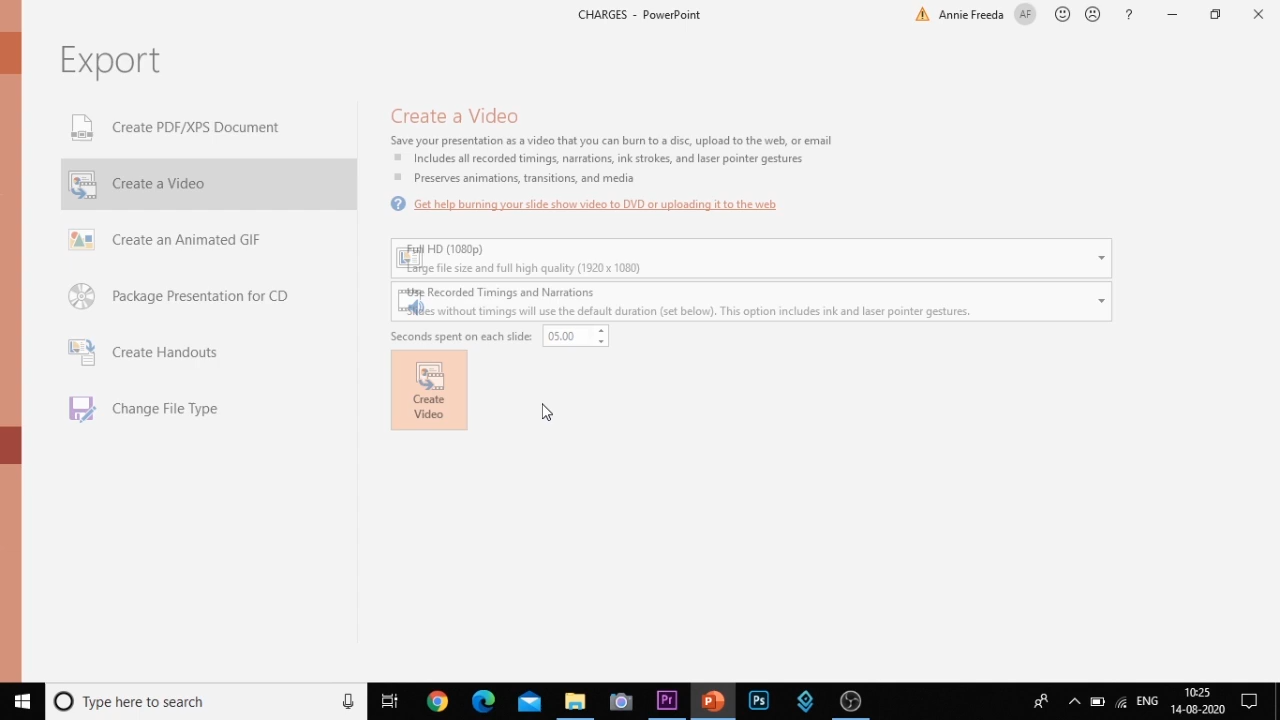 CHARGES - PowerPoint
Annie Freeda
AF
?
Export
Create PDF/XPS Document
Create a Video
Create an Animated GIF
Package Presentation for CD
Create Handouts
Change File Type
Create a Video
Save your presentation as a video that you can burn to a disc, upload to the web, or email
Includes all recorded timings, narrations, ink strokes, and laser pointer gestures
Preserves animations, transitions, and media
? Get help burning your slide show video to DVD or uploading it to the web
Full HD (1080p)
Large file size and full high quality (1920 x 1080)
Use Recorded Timings and Narrations
Slides without timings will use the default duration (set below). This option includes ink and laser pointer gestures.
Seconds spent on each slide: 05.00
Create
Video
Type here to search
Pr
P
Ps
ENG
10:25
14-08-2020